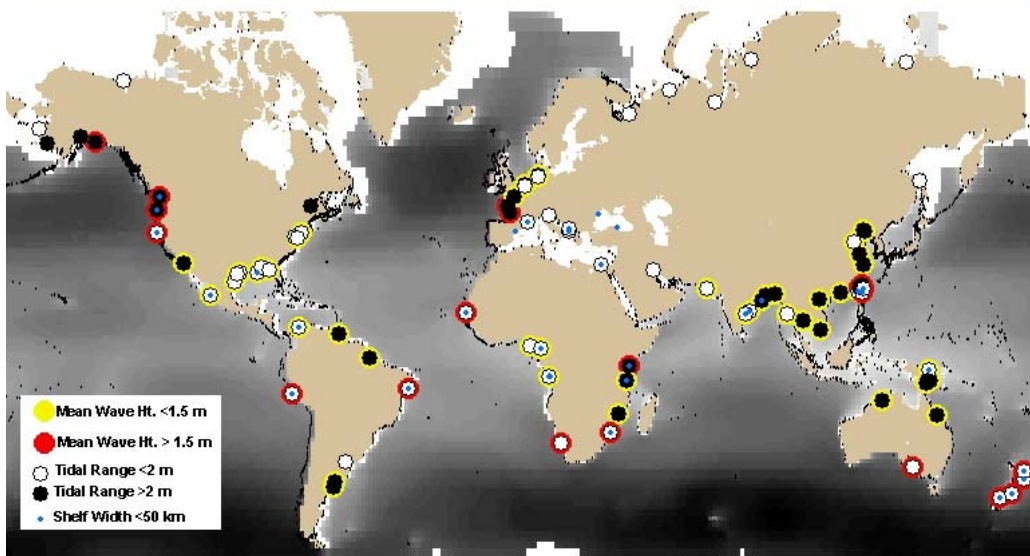 Mean Wave Ht. <1.5 m
Mean Wave Ht. > 1.5 m
Tidal Range <2 m
Tidal Range >2 m
Shelf Width <50 km